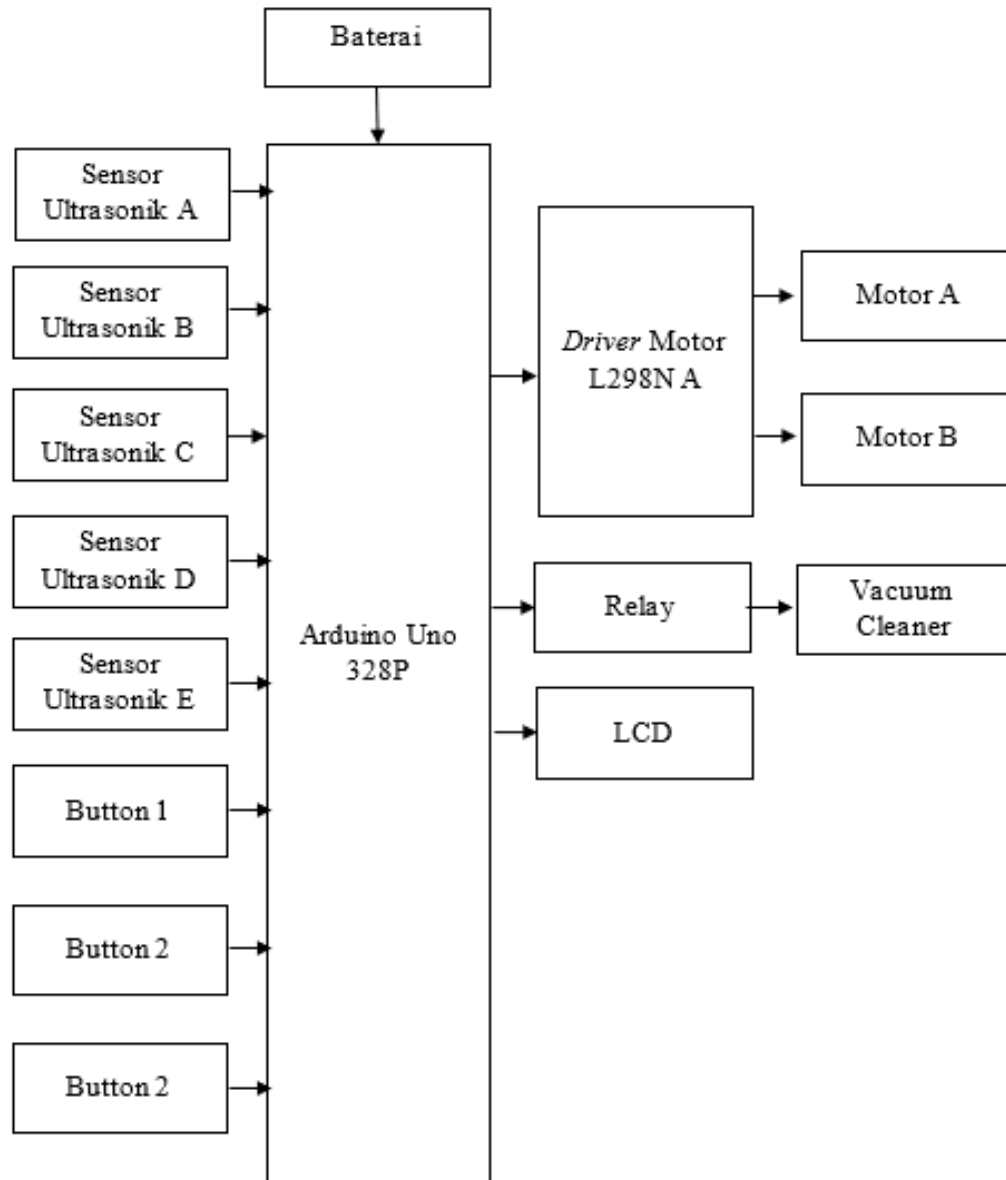 Baterai
Sensor
Ultrasonik A
Sensor
Ultrasonik B
Sensor
Ultrasonik C
Sensor
Ultrasonik D
Sensor
Ultrasonik E
Button 1
Button 2
Button 2
Arduino Uno
328P
Driver Motor
L298N A
Relay
LCD
Motor A
Motor B
Vacuum
Cleaner